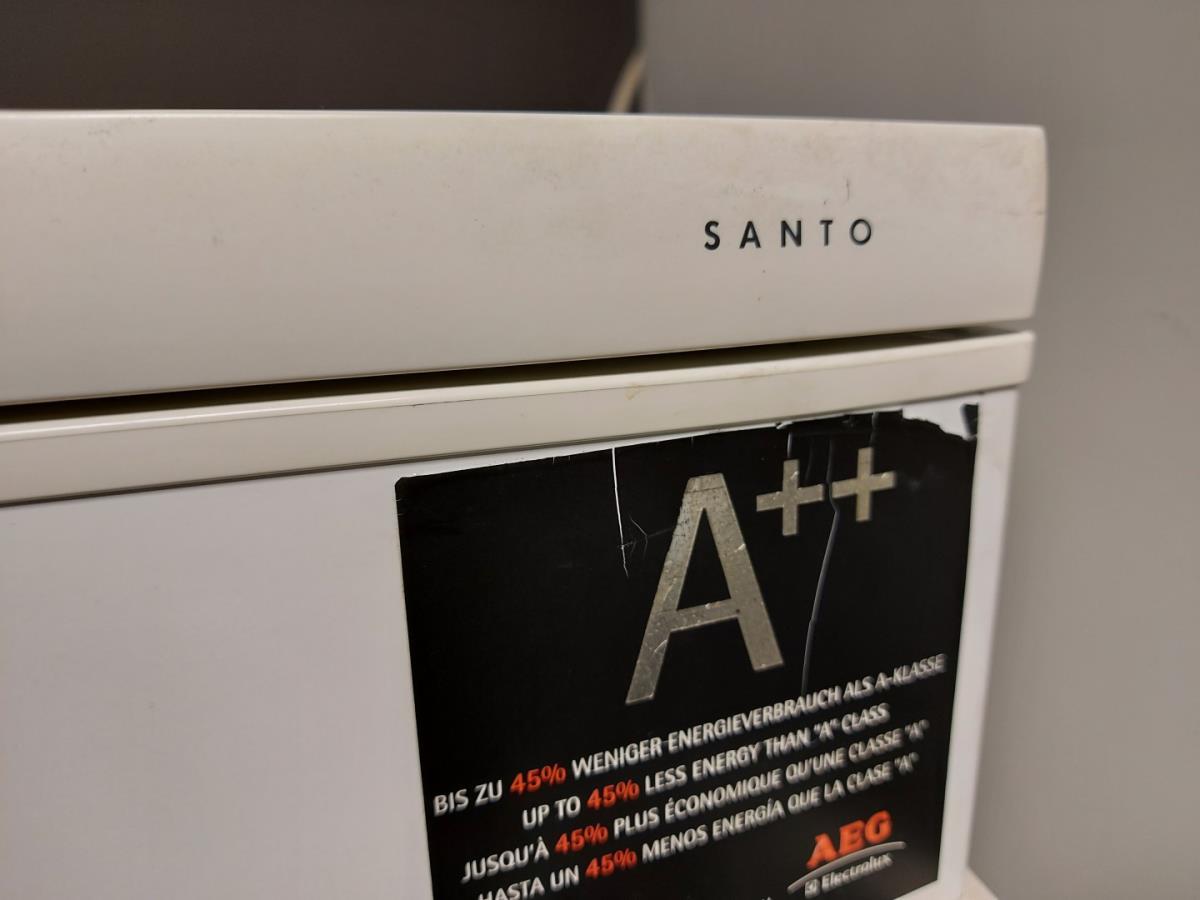 SANTO
A++
BIS ZU 45% WENIGER ENERGIEVERBRAUCH ALS A-KLASSE
UP TO 45% LESS ENERGY THAN "A" CLASS
JUSQU'À 45% PLUS ÉCONOMIQUE QU'UNE CLASSE "A"
HASTA UN 45% MENOS ENERGÍA QUE LA CLASE "A"
AEG
Electrolux